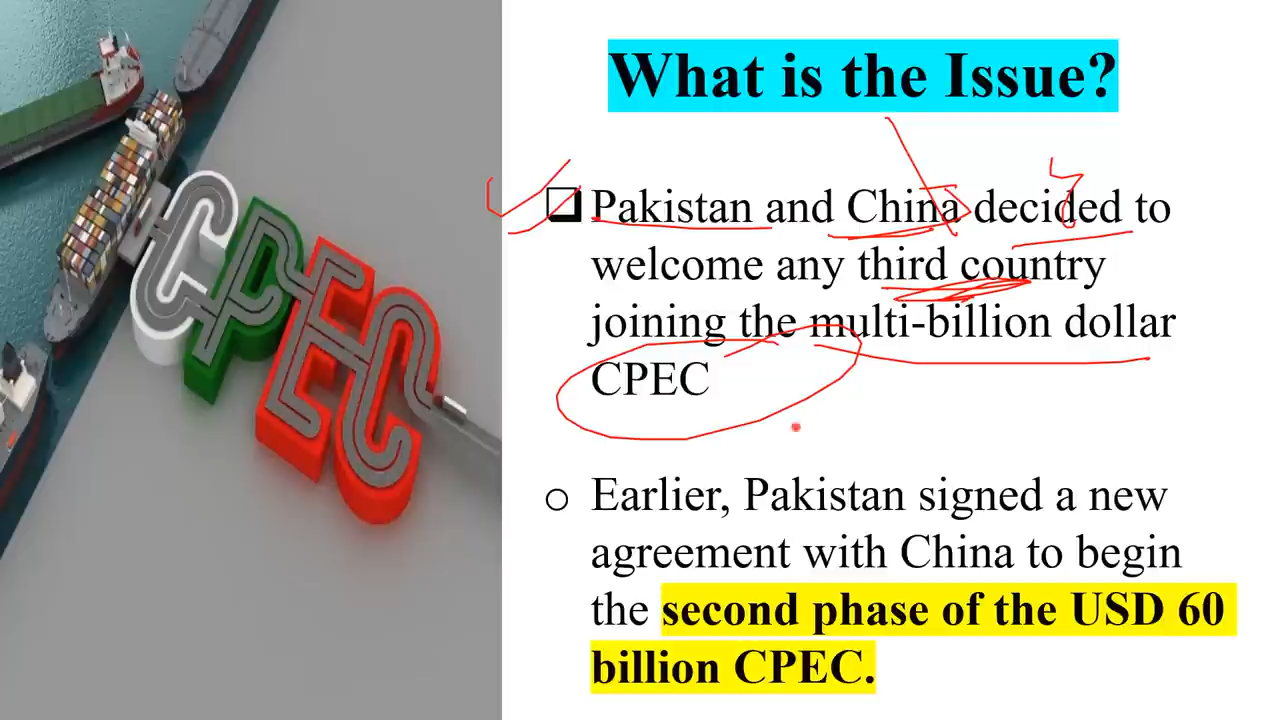 CPEC
What is the Issue?
❑ Pakistan and China decided to
welcome any third country
joining the multi-billion dollar
CPEC
o Earlier, Pakistan signed a new
agreement with China to begin
the second phase of the USD 60
billion CPEC.